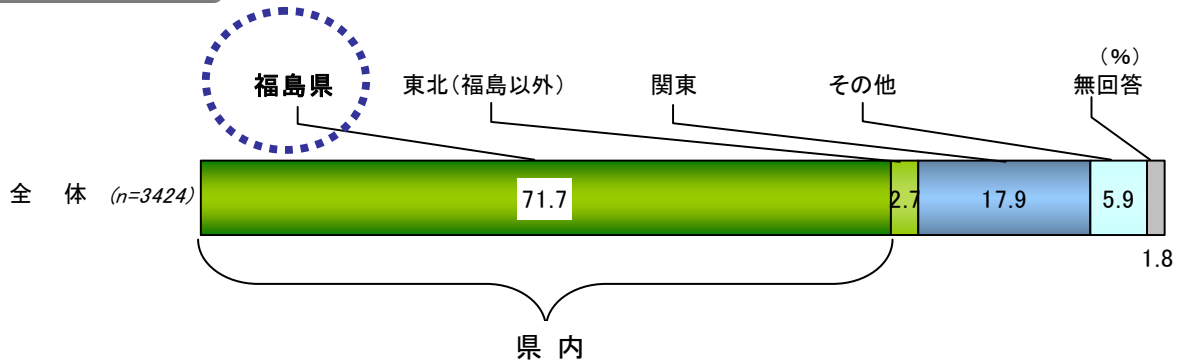 (%)
福島県 東北(福島以外) 関東 その他 無回答
全 体 (n=3424) 71.7 2.7 17.9 5.9
1.8
県 内